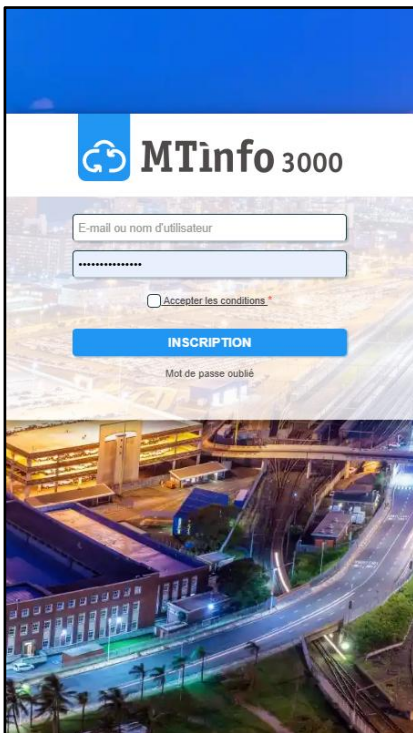 MTinfo 3000
E-mail ou nom d'utilisateur
•••••••••••••••
Accepter les conditions *
INSCRIPTION
Mot de passe oublié